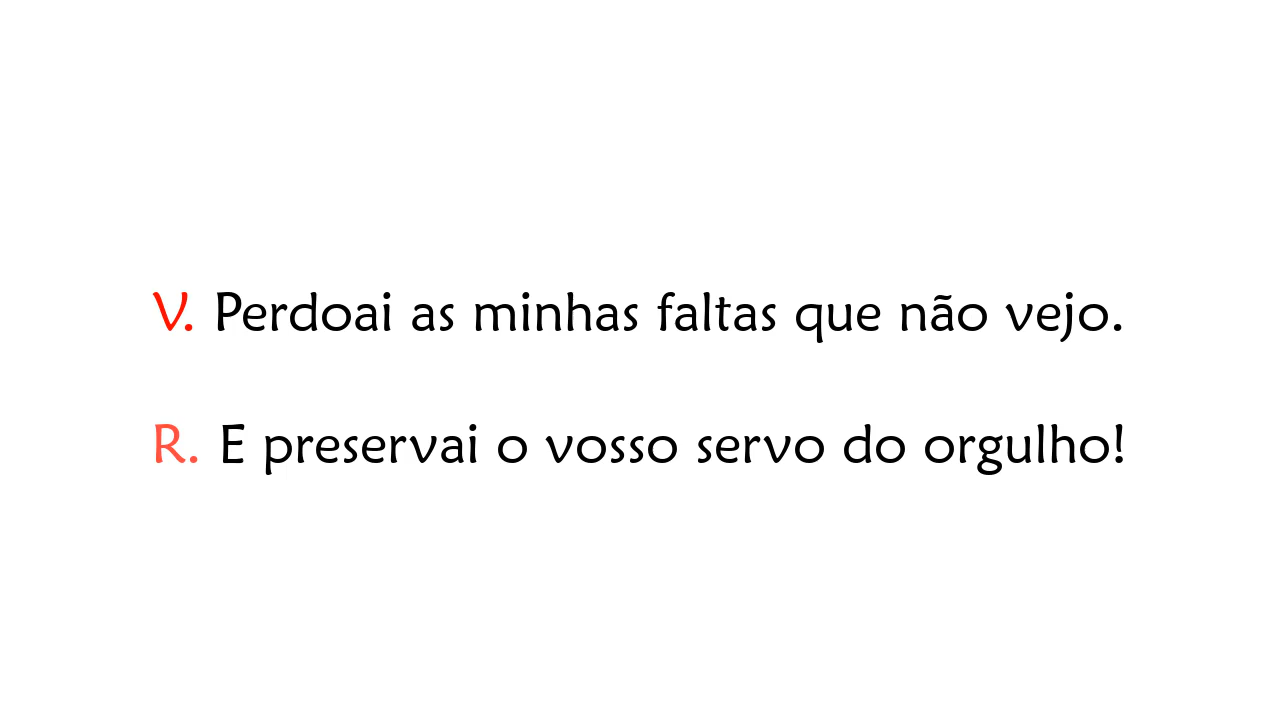 V. Perdoai as minhas faltas que não vejo.
R. E preservai o vosso servo do orgulho!